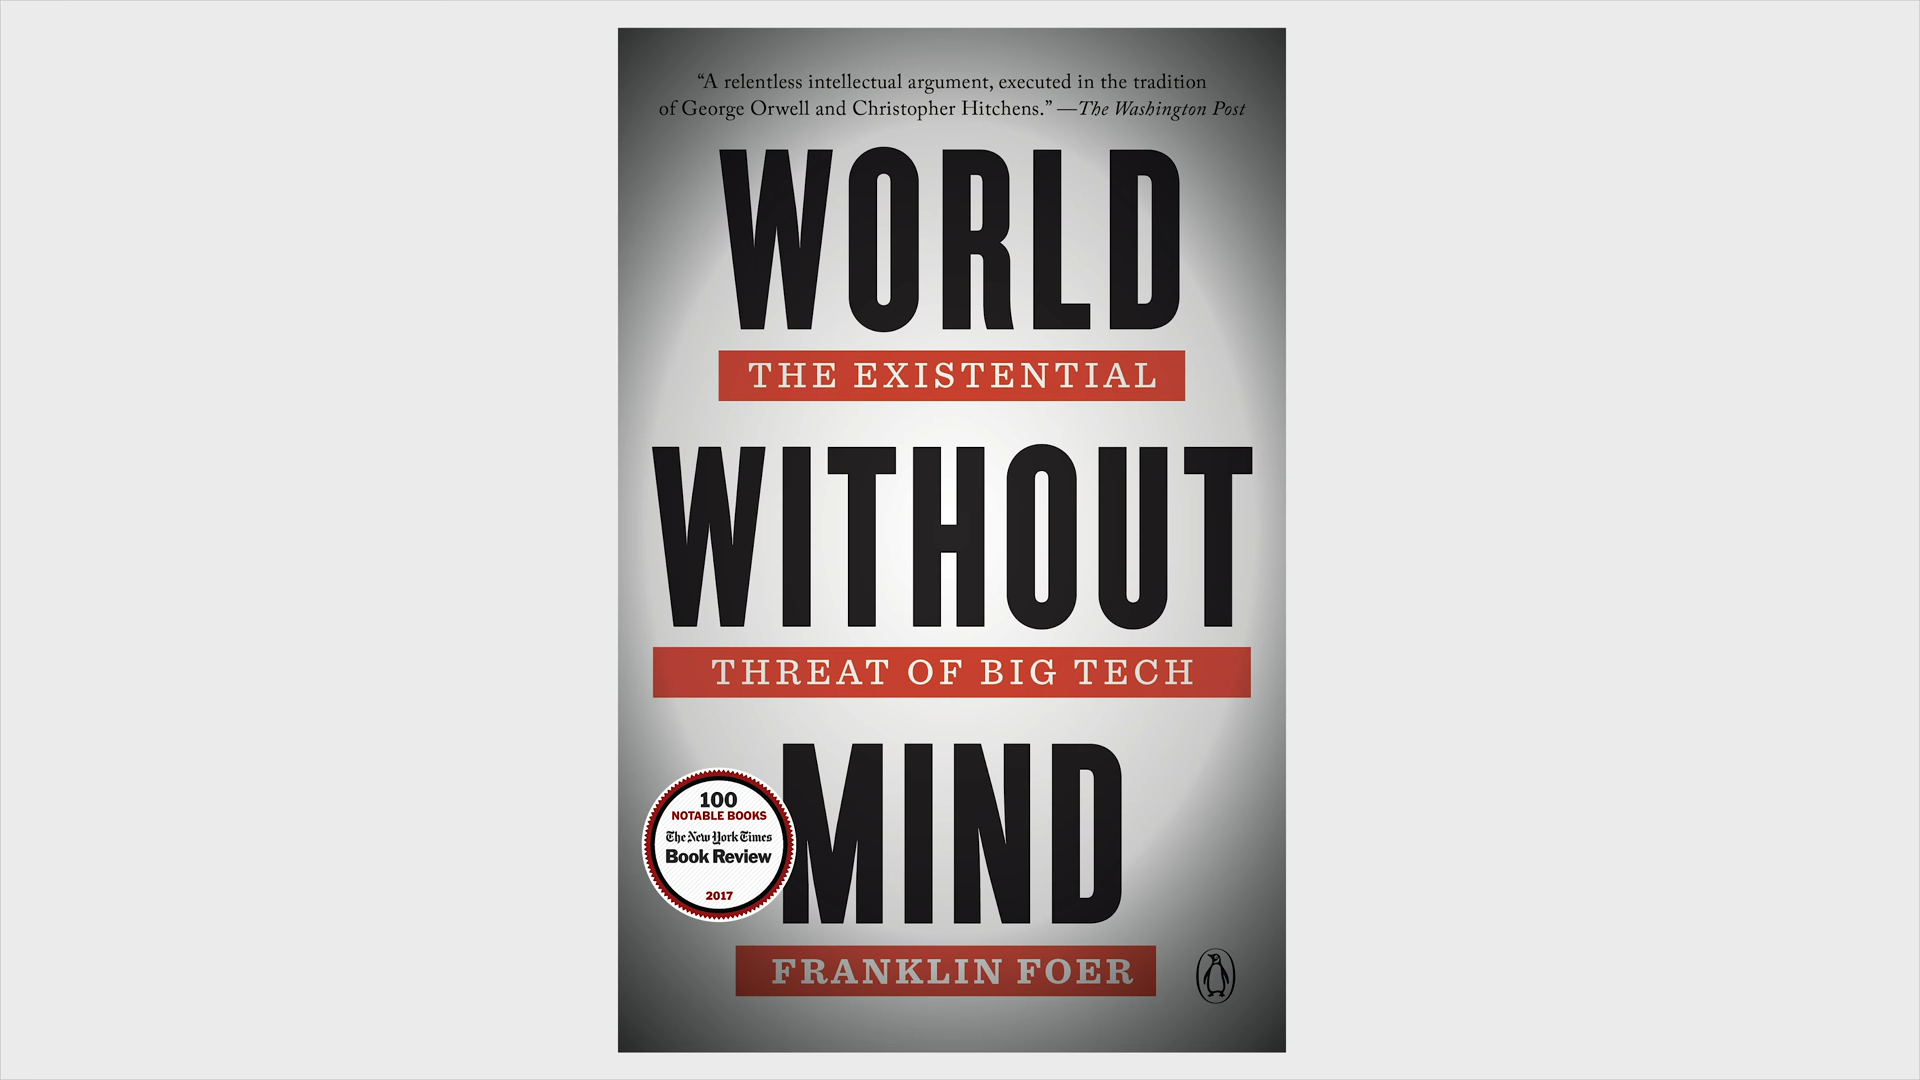 “A relentless intellectual argument, executed in the tradition
of George Orwell and Christopher Hitchens.” —The Washington Post
WORLD
THE EXISTENTIAL
WITHOUT
THREAT OF BIG TECH
MIND
100
NOTABLE BOOKS
The New York Times
Book Review
2017
FRANKLIN FOER